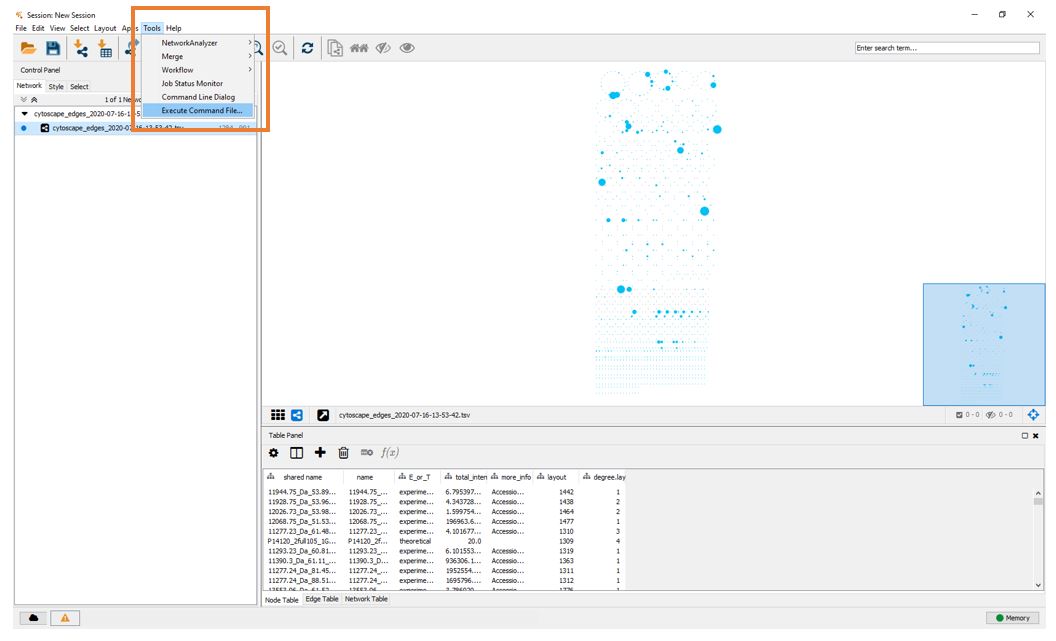 Session: New Session
File Edit View Select Layout Apps Tools Help
NetworkAnalyzer
Merge
Workflow
Job Status Monitor
Command Line Dialog
Execute Command File...
Enter search term...
Control Panel
Network Style Select
1 of 1 Netwo
cytoscape_edges_2020-07-16-13-5
cytoscape_edges_2020-07-16-13-53-42.tsv
cytoscape_edges_2020-07-16-13-53-42.tsv
0 - 0 0 - 0
Table Panel
f(x)
shared name name E_or_T total_inten more_info layout degree.lay
11944.75_Da_53.89... 11944.75_... experime... 6.795397... Accessio... 1442 1
11928.75_Da_53.96... 11928.75_... experime... 4.343728... Accessio... 1438 2
12026.73_Da_53.98... 12026.73_... experime... 1.599754... Accessio... 1464 2
12068.75_Da_51.53... 12068.75_... experime... 196963.6... Accessio... 1477 1
11277.23_Da_61.48... 11277.23_... experime... 4.101677... Accessio... 1310 3
P14120_2full105_1G... P14120_2f... theoretical 20.0 1309 4
11293.23_Da_60.81... 11293.23_... experime... 6.101553... Accessio... 1319 1
11390.3_Da_61.11_... 11390.3_D... experime... 936306.1... Accessio... 1363 1
11277.24_Da_81.45... 11277.24_... experime... 1952554.... Accessio... 1311 1
11277.24_Da_88.51... 11277.24_... experime... 1695796.... Accessio... 1312 1
Node Table Edge Table Network Table
Memory